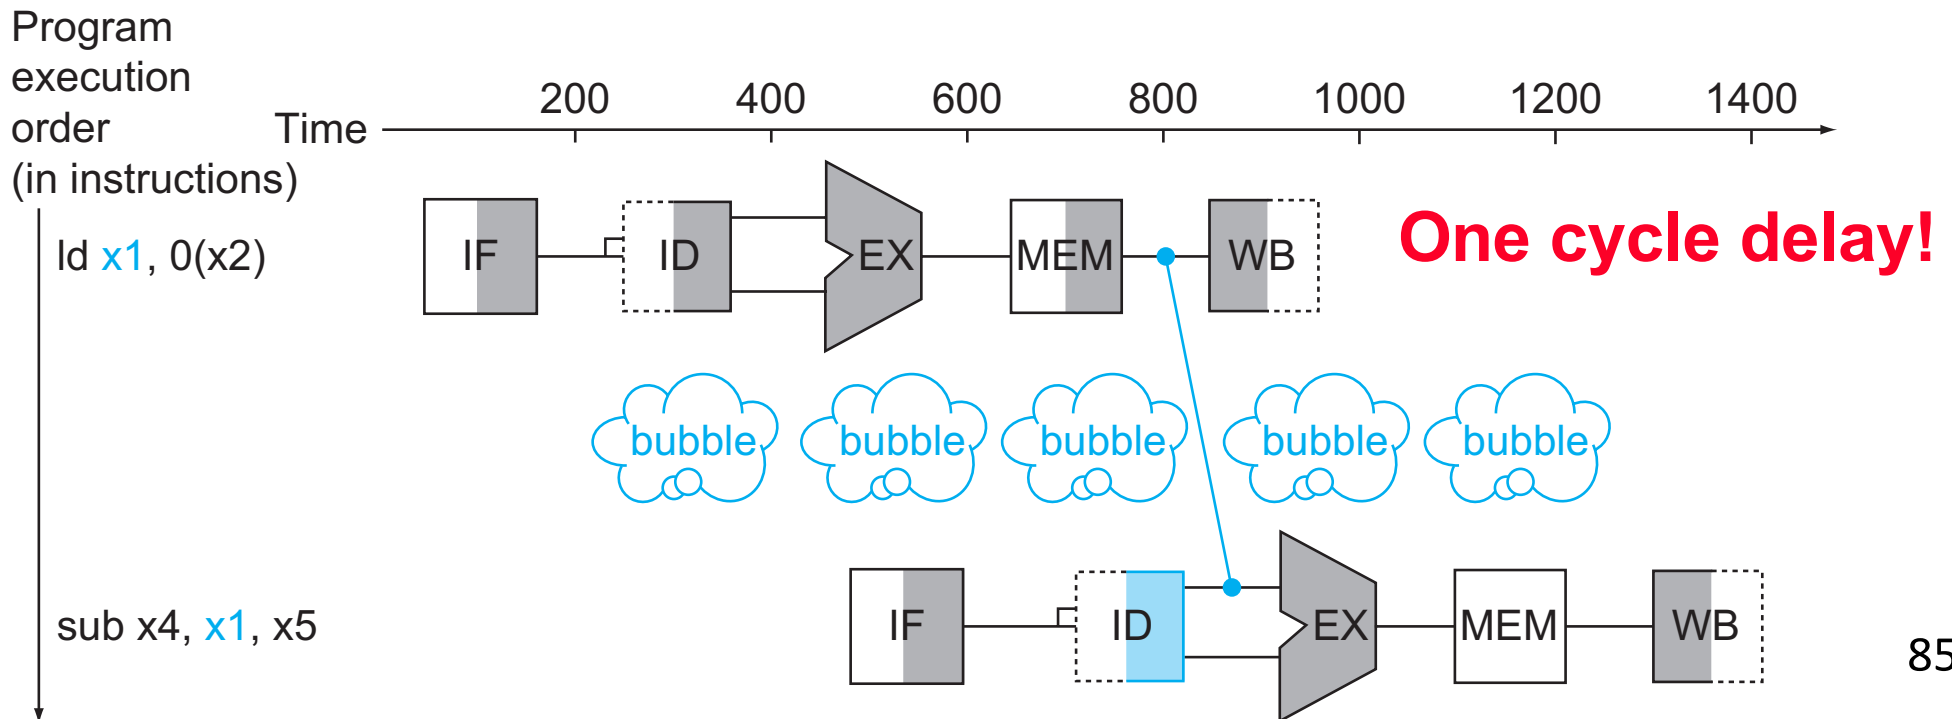 Program
execution
order
(in instructions)
Time
200 400 600 800 1000 1200 1400
ld x1, 0(x2)
IF ID EX MEM WB
One cycle delay!
bubble bubble bubble bubble bubble
sub x4, x1, x5
IF ID EX MEM WB
85